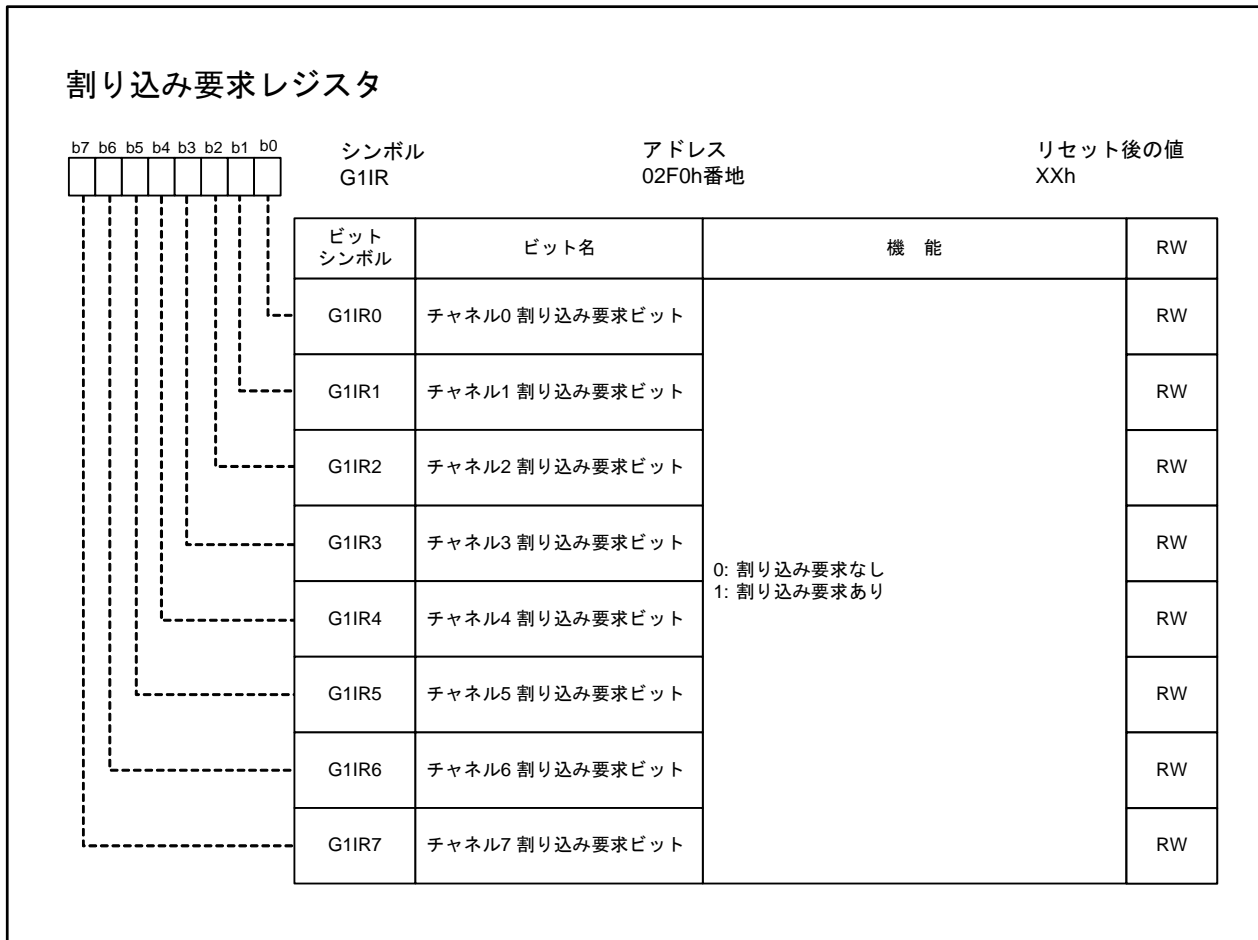 割り込み要求レジスタ
b7 b6 b5 b4 b3 b2 b1 b0
シンボル アドレス リセット後の値
G1IR 02F0h番地 XXh
ビット
シンボル ビット名 機 能 RW
G1IR0 チャネル0 割り込み要求ビット RW
G1IR1 チャネル1 割り込み要求ビット RW
G1IR2 チャネル2 割り込み要求ビット RW
G1IR3 チャネル3 割り込み要求ビット RW
0: 割り込み要求なし
1: 割り込み要求あり
G1IR4 チャネル4 割り込み要求ビット RW
G1IR5 チャネル5 割り込み要求ビット RW
G1IR6 チャネル6 割り込み要求ビット RW
G1IR7 チャネル7 割り込み要求ビット RW